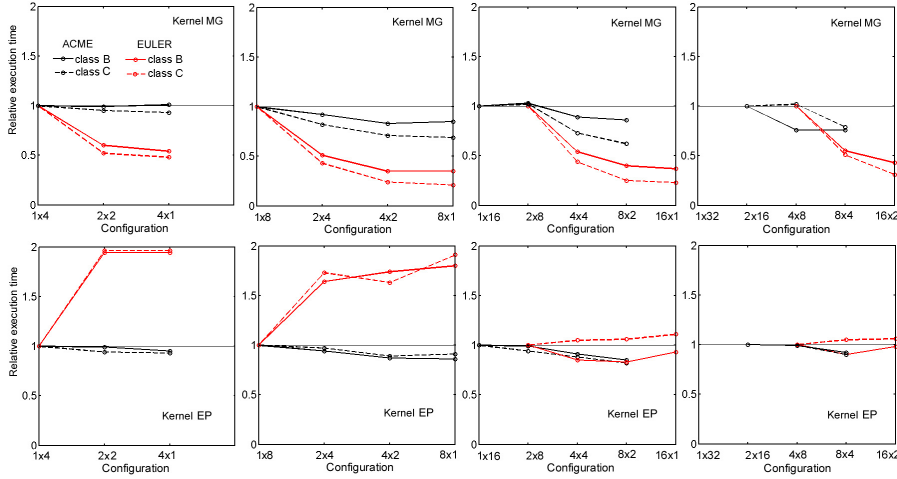 Kernel MG
ACME EULER
class B class B
class C class C
Relative execution time
2
1.5
1
0.5
0
1x4 2x2 4x1
Configuration
Kernel MG
2
1.5
1
0.5
0
1x8 2x4 4x2 8x1
Configuration
Kernel MG
2
1.5
1
0.5
0
1x16 2x8 4x4 8x2 16x1
Configuration
Kernel MG
2
1.5
1
0.5
0
1x32 2x16 4x8 8x4 16x2
Configuration
Relative execution time
2
1.5
1
0.5
0
Kernel EP
1x4 2x2 4x1
Configuration
2
1.5
1
0.5
0
Kernel EP
1x8 2x4 4x2 8x1
Configuration
2
1.5
1
0.5
0
Kernel EP
1x16 2x8 4x4 8x2 16x1
Configuration
2
1.5
1
0.5
0
Kernel EP
1x32 2x16 4x8 8x4 16x2
Configuration